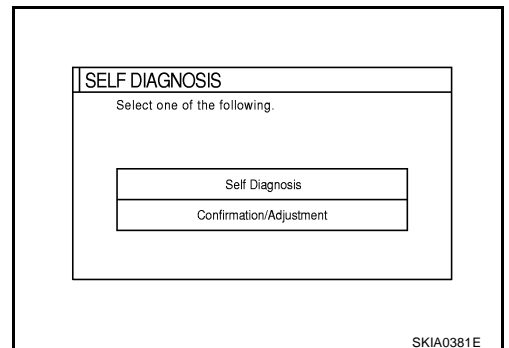 SELF DIAGNOSIS
Select one of the following.
Self Diagnosis
Confirmation/Adjustment
SKIA0381E